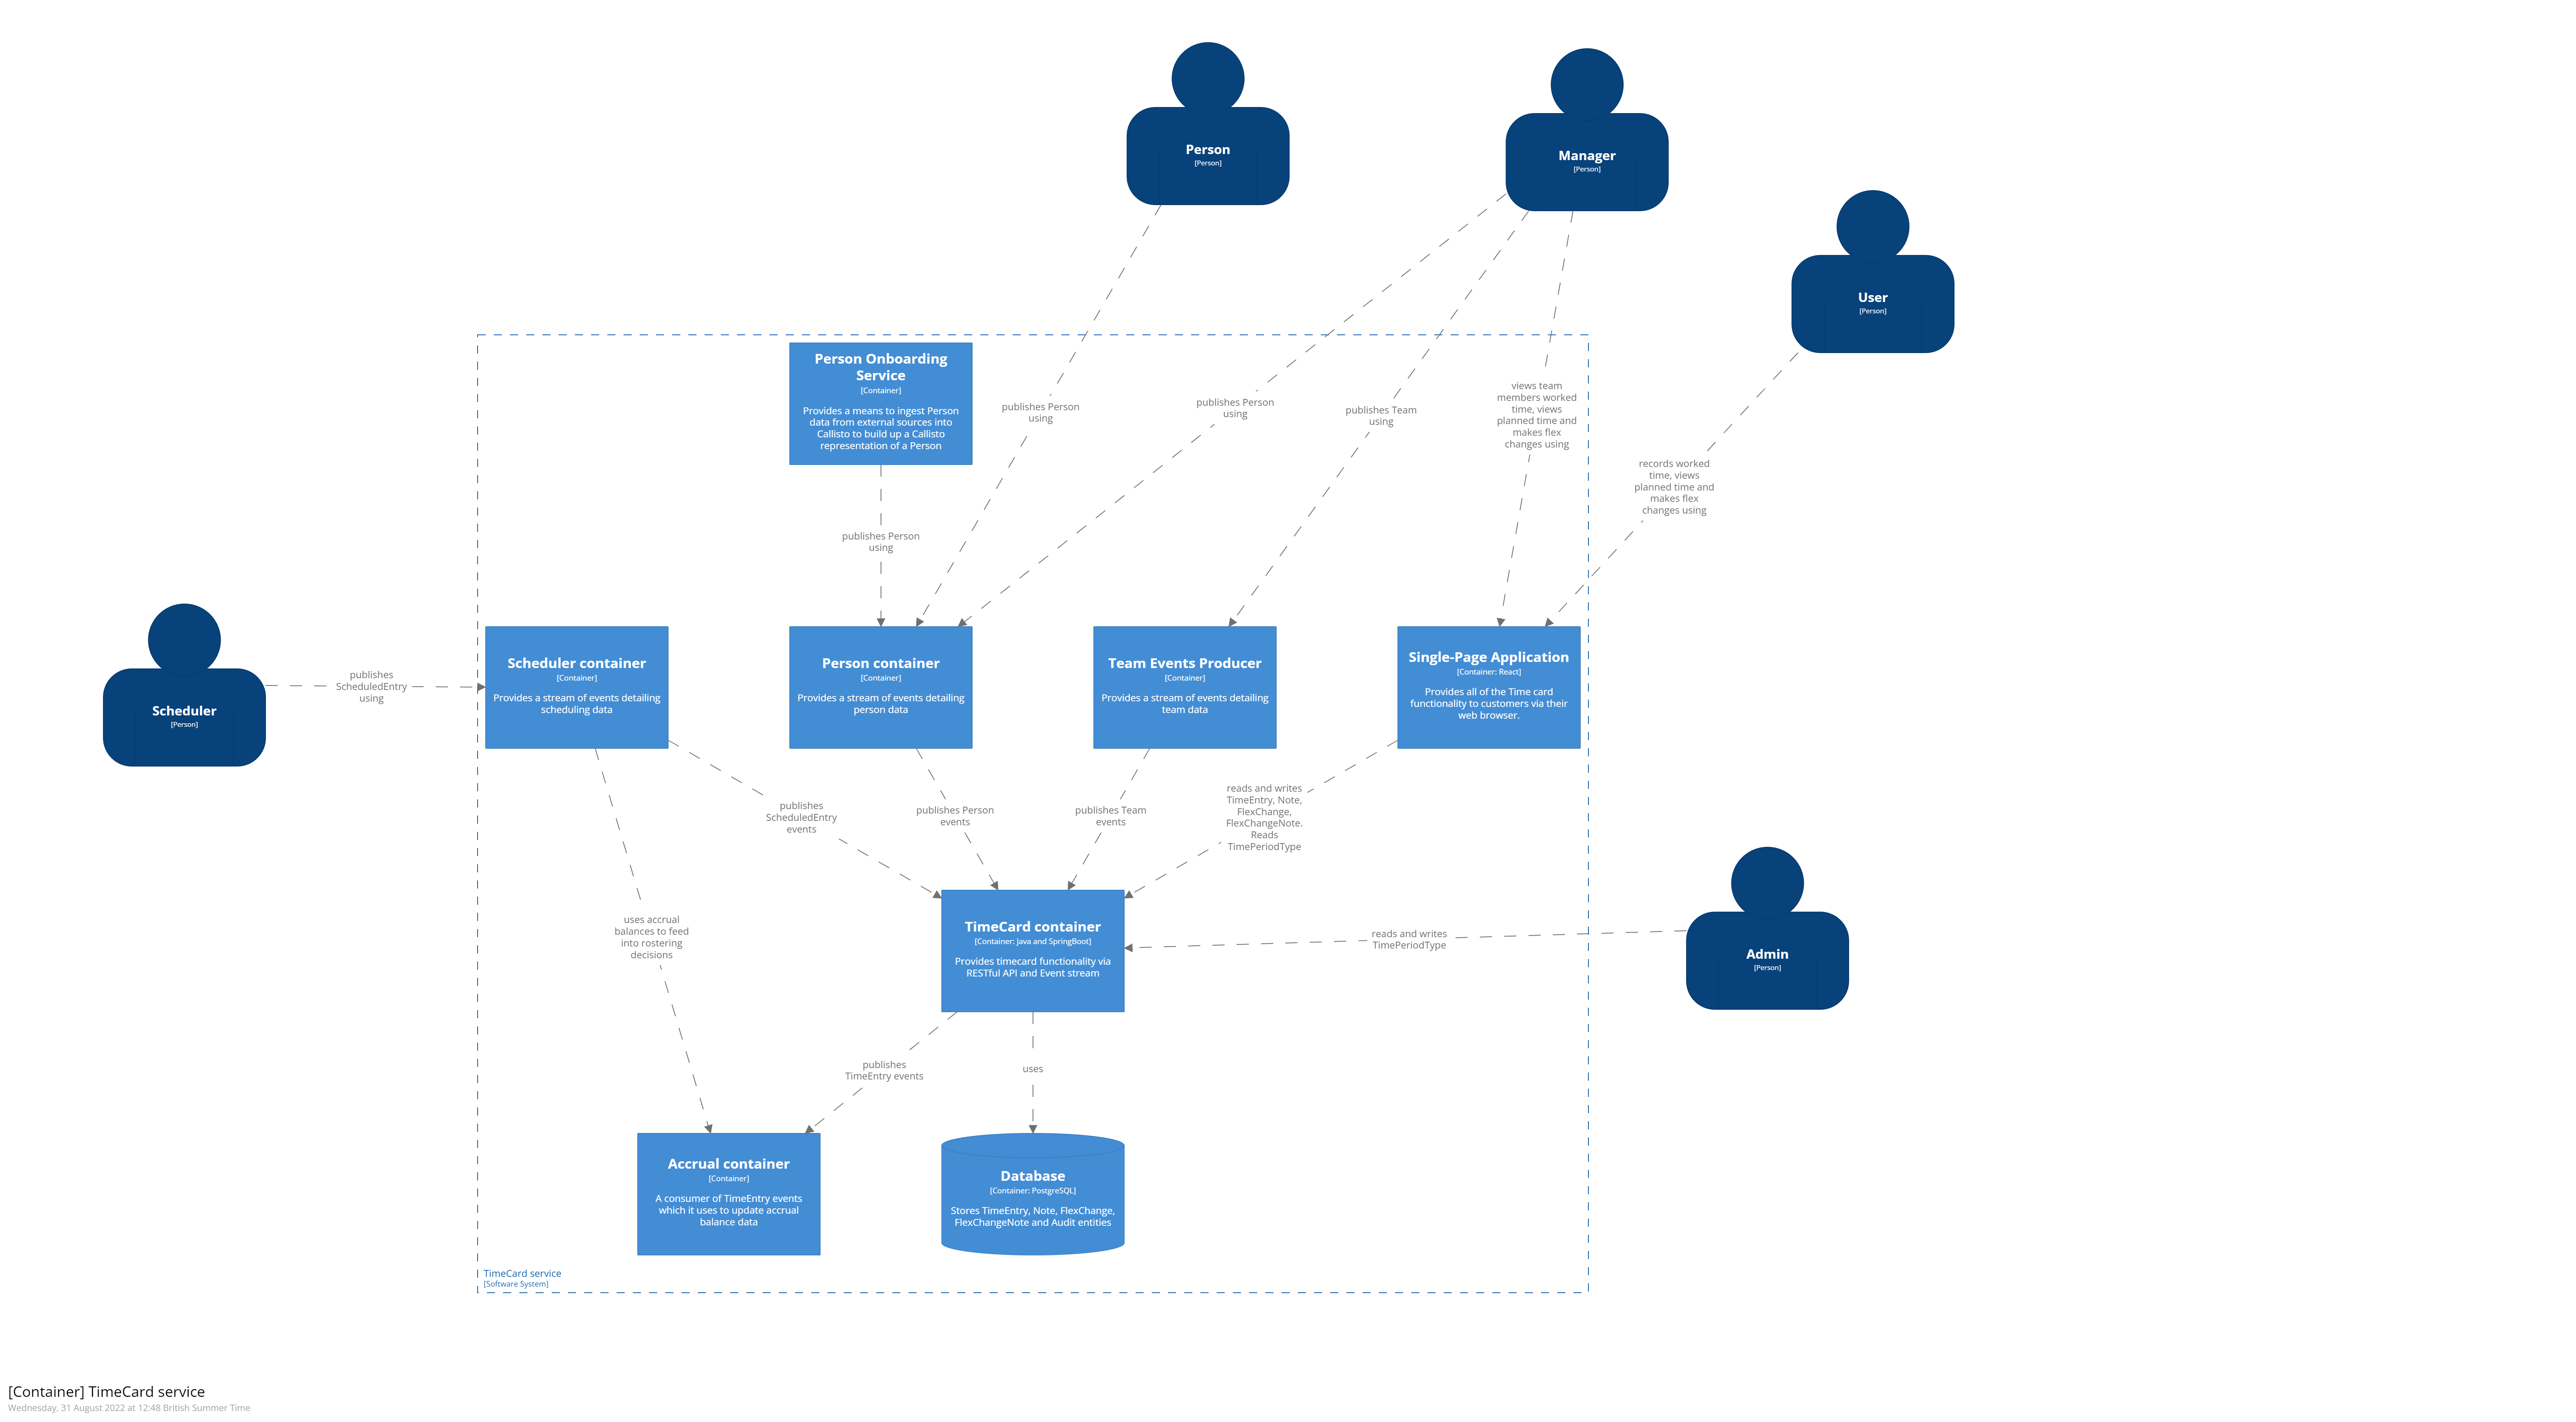 Person
[Person]
Manager
[Person]
User
[Person]
Person Onboarding
Service
[Container]
Provides a means to ingest Person
data from external sources into
Callisto to build up a Callisto
representation of a Person
publishes Person
using
publishes Person
using
publishes Team
using
views team
members worked
time, views
planned time and
makes flex
changes using
records worked
time, views
planned time and
makes flex
changes using
publishes Person
using
Scheduler
[Person]
publishes
ScheduledEntry
using
Scheduler container
[Container]
Provides a stream of events detailing
scheduling data
Person container
[Container]
Provides a stream of events detailing
person data
Team Events Producer
[Container]
Provides a stream of events detailing
team data
Single-Page Application
[Container: React]
Provides all of the Time card
functionality to customers via their
web browser.
publishes
ScheduledEntry
events
publishes Person
events
publishes Team
events
reads and writes
TimeEntry, Note,
FlexChange,
FlexChangeNote.
Reads
TimePeriodType
uses accrual
balances to feed
into rostering
decisions
TimeCard container
[Container: Java and SpringBoot]
Provides timecard functionality via
RESTful API and Event stream
reads and writes
TimePeriodType
Admin
[Person]
publishes
TimeEntry events
uses
Accrual container
[Container]
A consumer of TimeEntry events
which it uses to update accrual
balance data
Database
[Container: PostgreSQL]
Stores TimeEntry, Note, FlexChange,
FlexChangeNote and Audit entities
TimeCard service
[Software System]
[Container] TimeCard service
Wednesday, 31 August 2022 at 12:48 British Summer Time